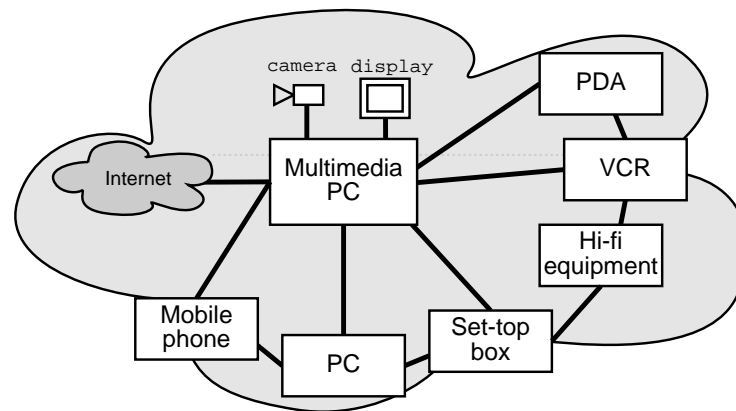 camera display
PDA
Internet
Multimedia
PC
VCR
Hi-fi
equipment
Mobile
phone
PC
Set-top
box